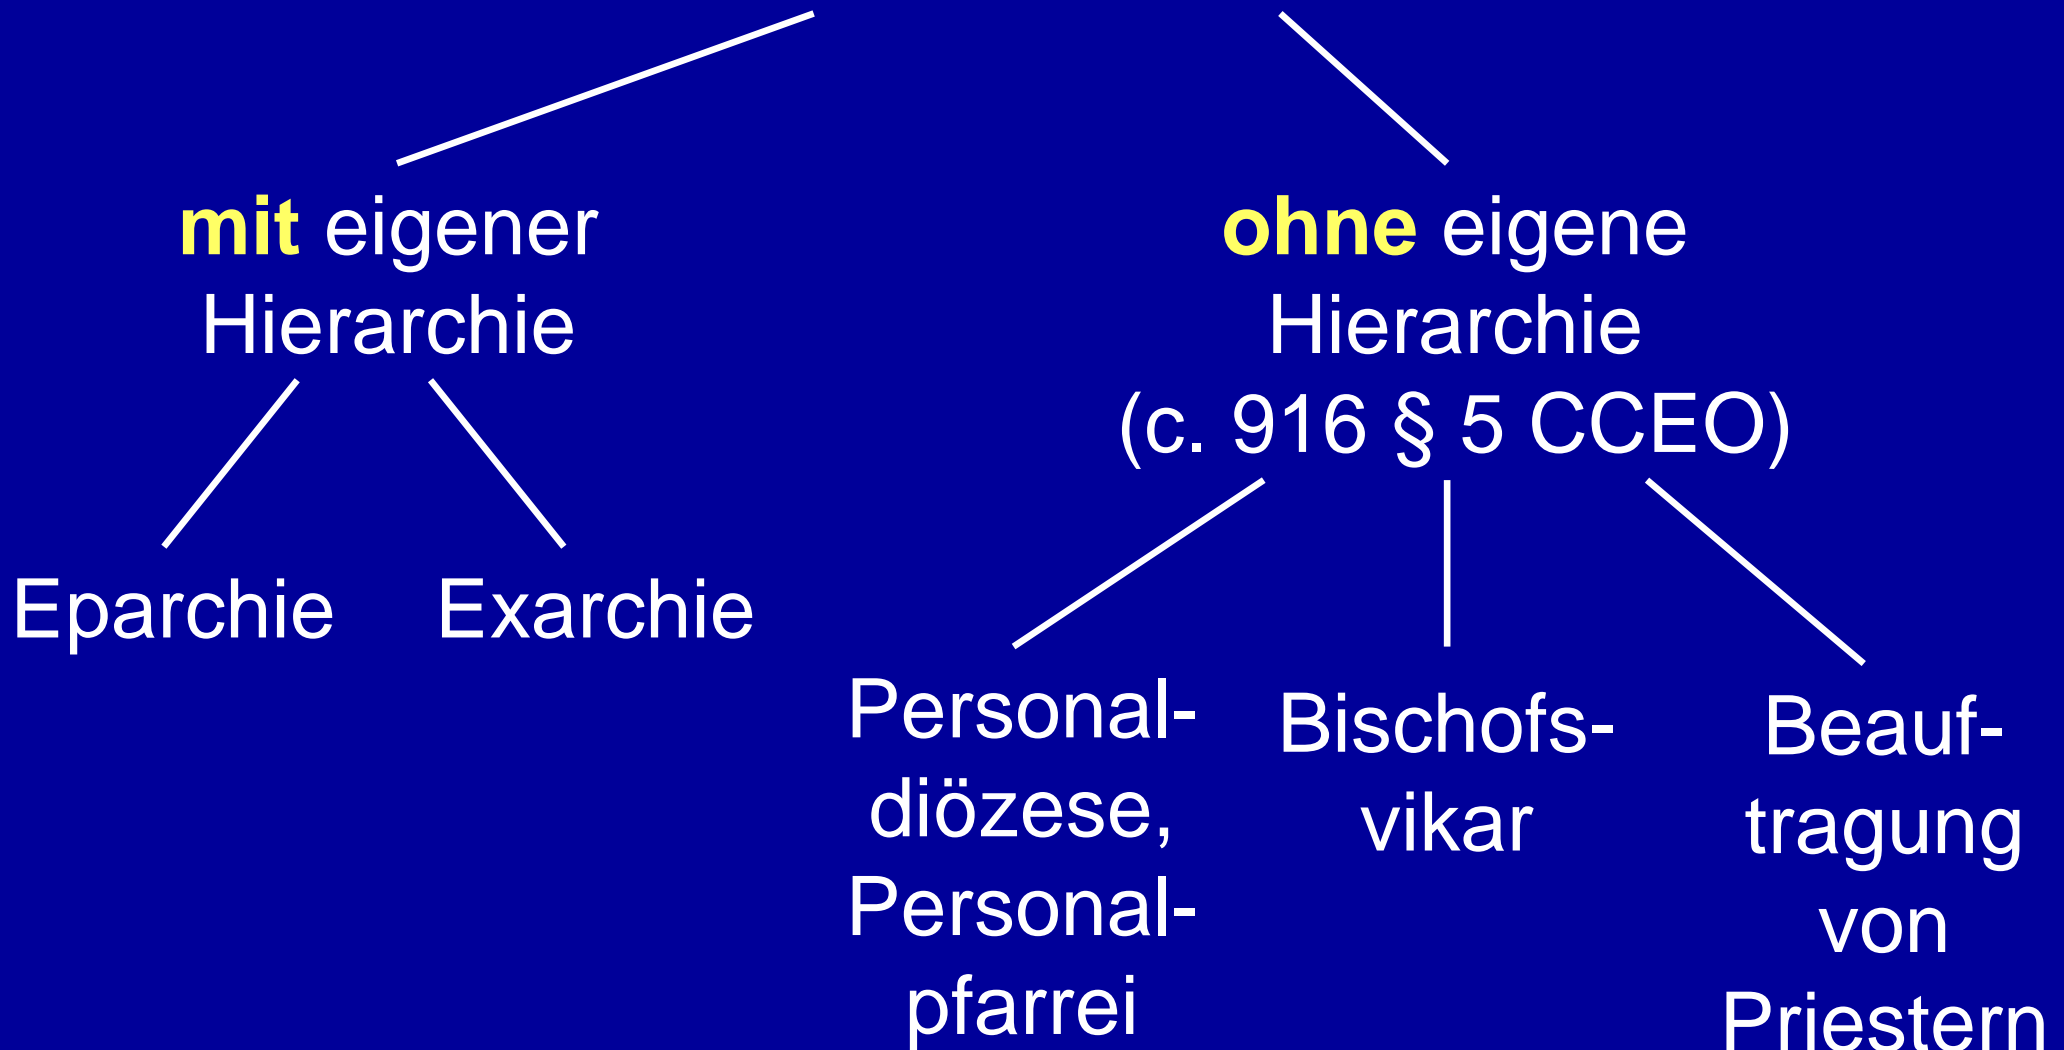 mit eigener
Hierarchie
ohne eigene
Hierarchie
(c. 916 § 5 CCEO)
Eparchie
Exarchie
Personal-
diözese,
Personal-
pfarrei
Bischofs-
vikar
Beauf-
tragung
von
Priestern